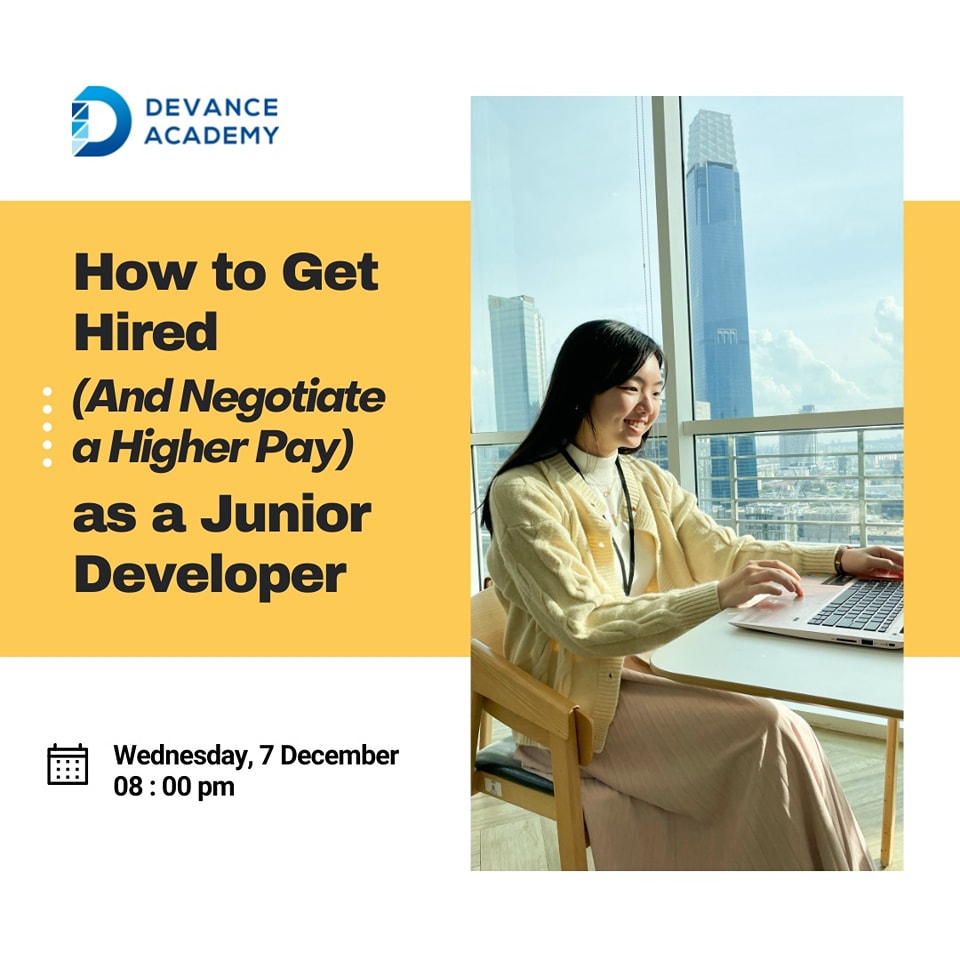 DEVANCE
ACADEMY
How to Get
Hired
(And Negotiate
a Higher Pay)
as a Junior
Developer
Wednesday, 7 December
08 : 00 pm